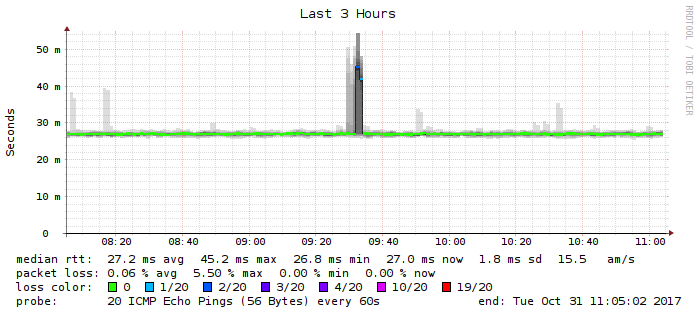 Last 3 Hours
RRDTOOL / TOBI OETIKER
Seconds
50 m
40 m
30 m
20 m
10 m
0
08:20 08:40 09:00 09:20 09:40 10:00 10:20 10:40 11:00
median rtt: 27.2 ms avg 45.2 ms max 26.8 ms min 27.0 ms now 1.8 ms sd 15.5 am/s
packet loss: 0.06 % avg 5.50 % max 0.00 % min 0.00 % now
loss color: 0 1/20 2/20 3/20 4/20 10/20 19/20
probe: 20 ICMP Echo Pings (56 Bytes) every 60s end: Tue Oct 31 11:05:02 2017